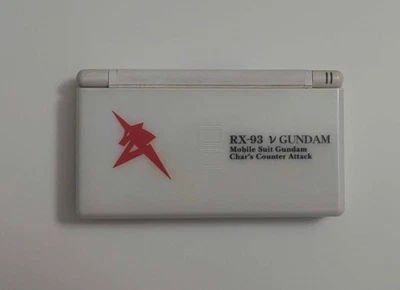 RX-93 ν GUNDAM
Mobile Suit Gundam
Char's Counter Attack